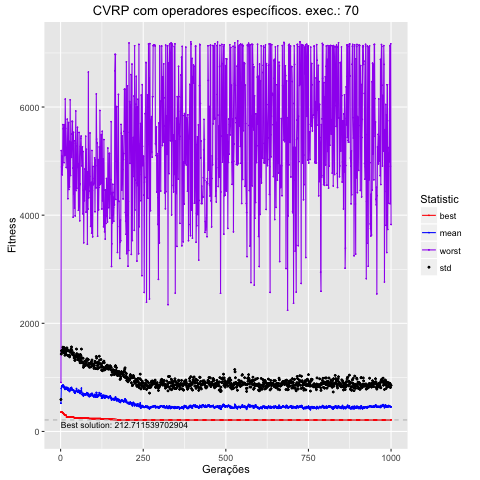 CVRP com operadores específicos. exec.: 70
Fitness
6000
4000
2000
0
Best solution: 212.711539702904
0
250
500
750
1000
Gerações
Statistic
best
mean
worst
std